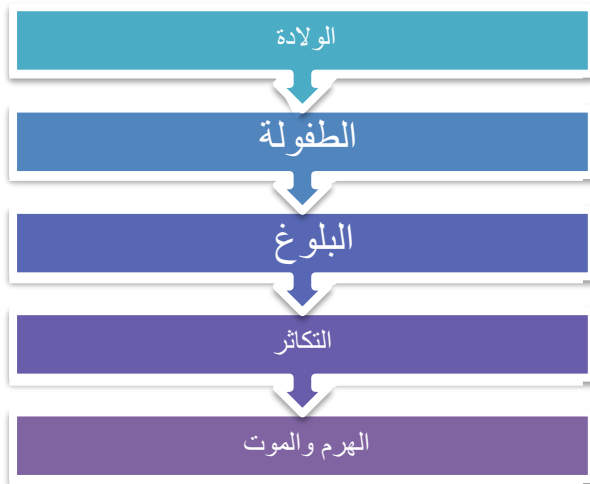 الولادة
الطفولة
البلوغ
التكاثر
الهرم والموت